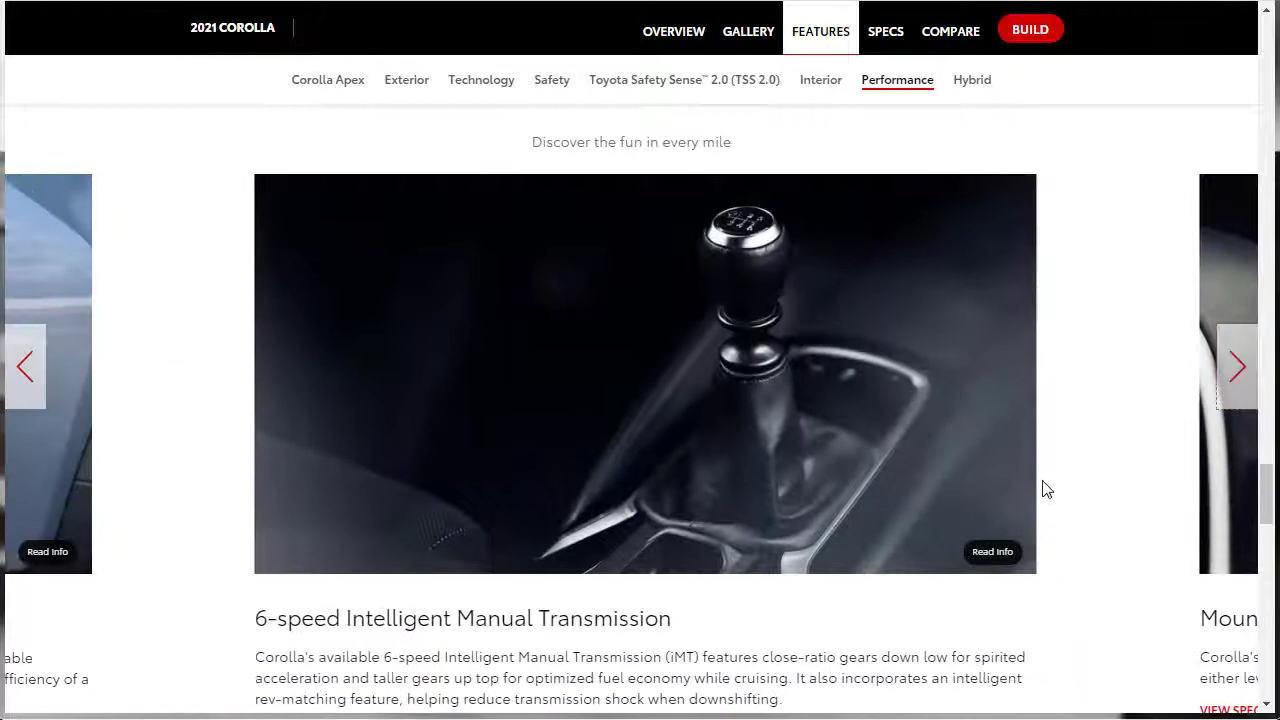 2021 COROLLA
OVERVIEW GALLERY FEATURES SPECS COMPARE BUILD
Corolla Apex Exterior Technology Safety Toyota Safety Sense™ 2.0 (TSS 2.0) Interior Performance Hybrid
Discover the fun in every mile
Read Info
Read Info
6-speed Intelligent Manual Transmission
Corolla's available 6-speed Intelligent Manual Transmission (iMT) features close-ratio gears down low for spirited
acceleration and taller gears up top for optimized fuel economy while cruising. It also incorporates an intelligent
rev-matching feature, helping reduce transmission shock when downshifting.
able
fficiency of a
Moun
Corolla's
either lev
VIEW SPEC